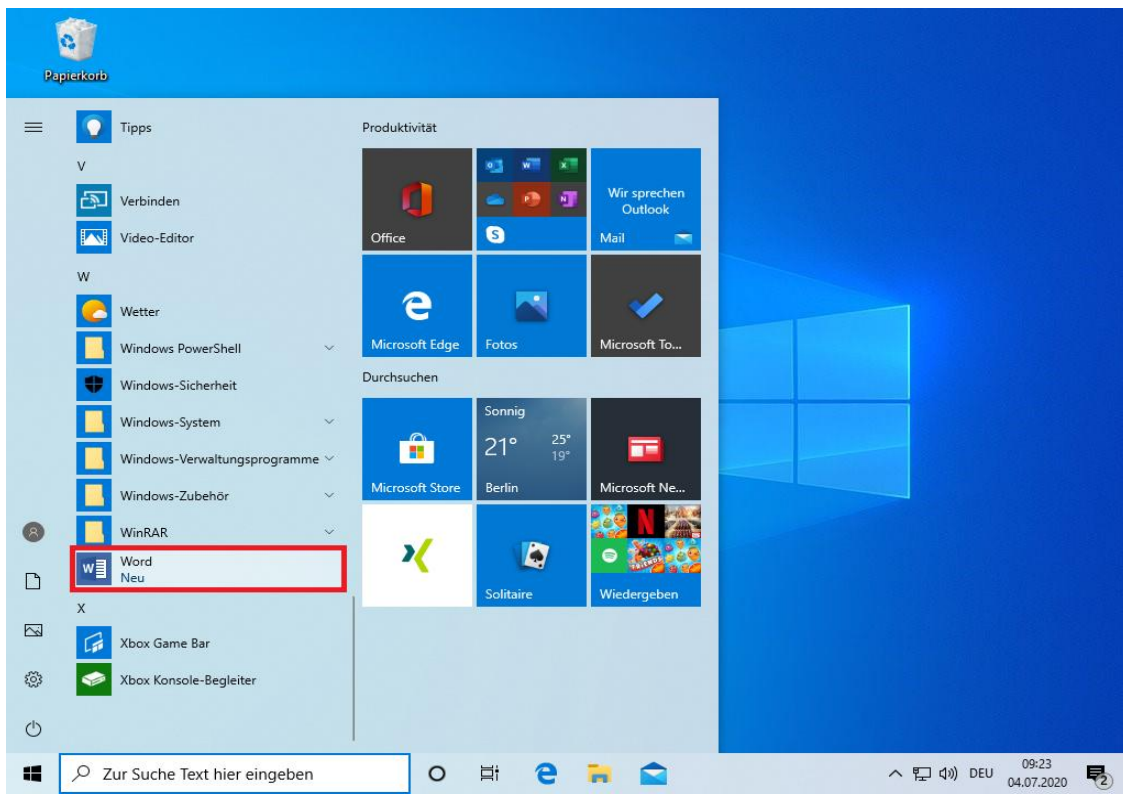 Papierkorb
Tipps
V
Verbinden
Video-Editor
W
Wetter
Windows PowerShell
Windows-Sicherheit
Windows-System
Windows-Verwaltungsprogramme
Windows-Zubehör
WinRAR
Word
Neu
X
Xbox Game Bar
Xbox Konsole-Begleiter
Produktivität
Office
Wir sprechen
Outlook
Mail
Microsoft Edge
Fotos
Microsoft To...
Durchsuchen
Microsoft Store
Sonnig
21° 25°
19°
Berlin
Microsoft Ne...
Solitaire
Wiedergeben
Zur Suche Text hier eingeben
DEU
09:23
04.07.2020
2